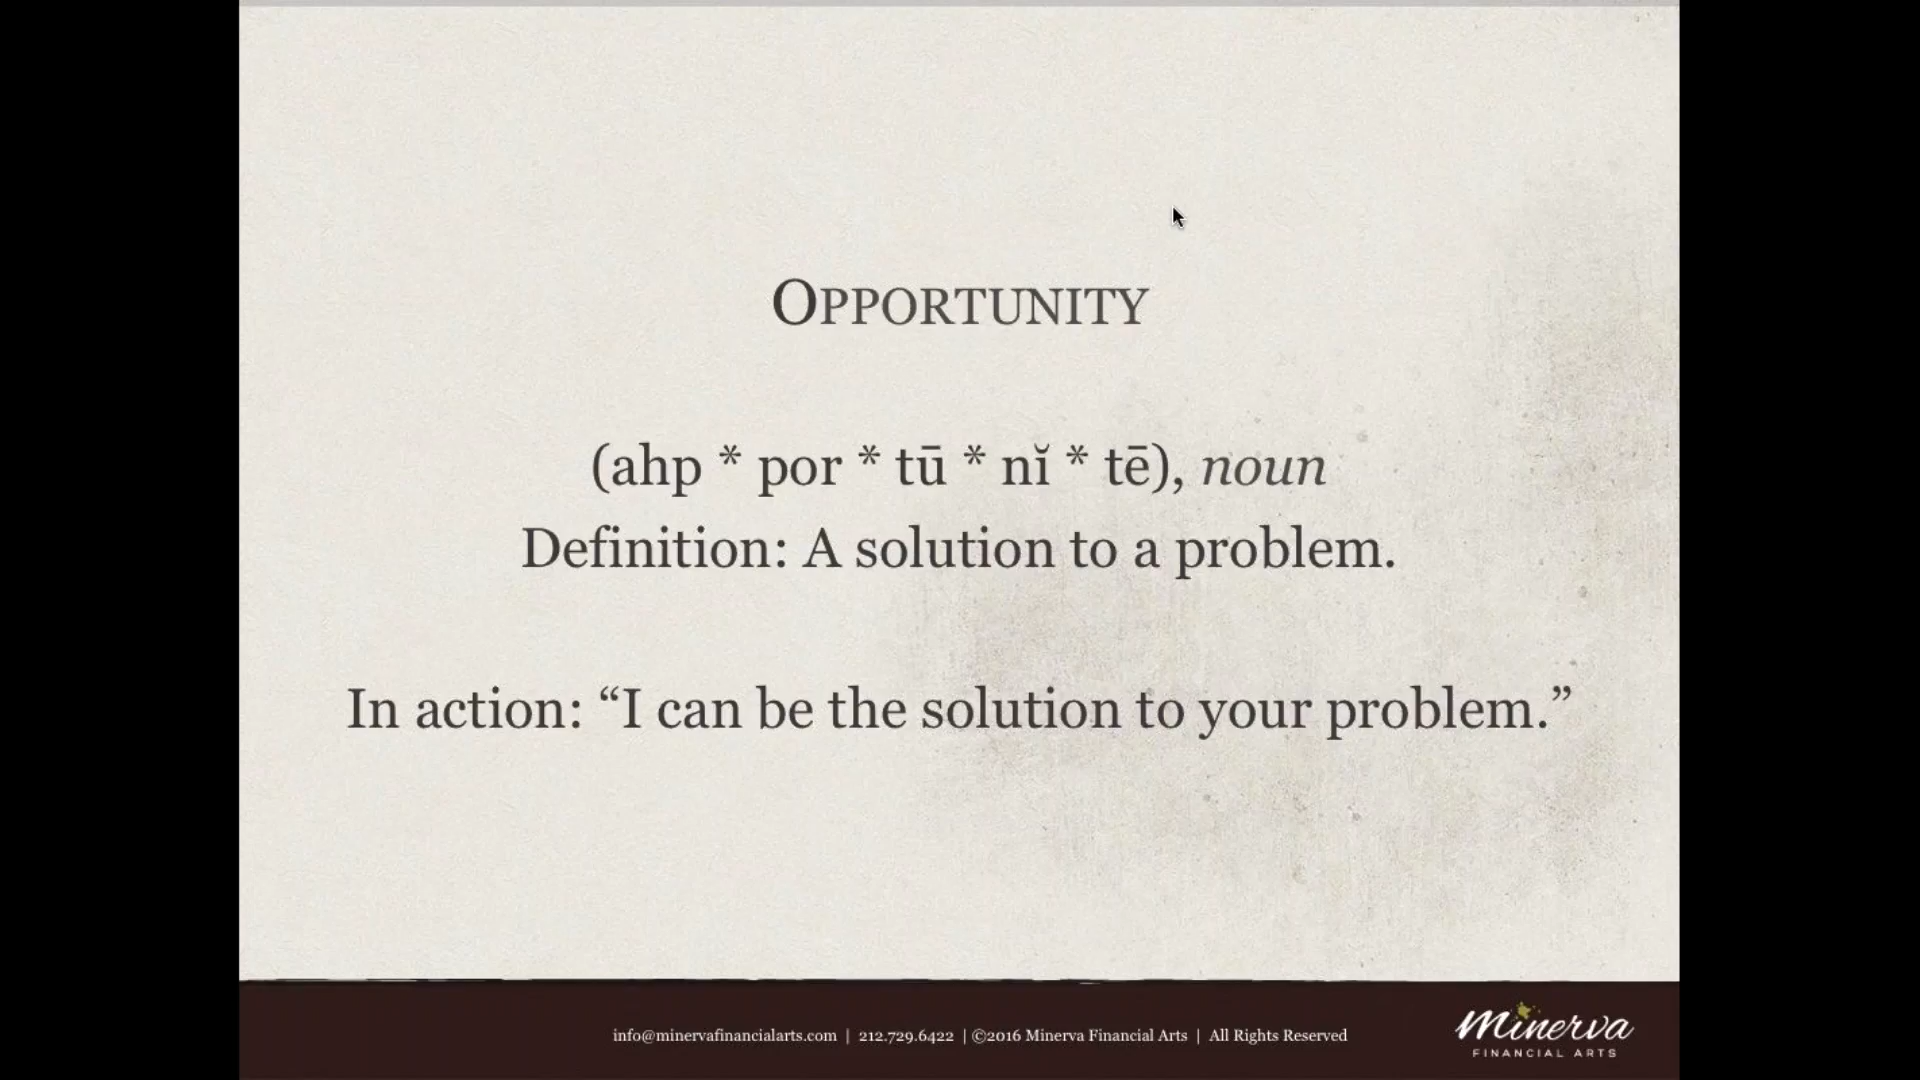 OPPORTUNITY
(ahp * por * tū * nĭ * tē), noun
Definition: A solution to a problem.
In action: “I can be the solution to your problem.”
info@minervafinancialarts.com | 212.729.6422 | ©2016 Minerva Financial Arts | All Rights Reserved
Minerva
FINANCIAL ARTS